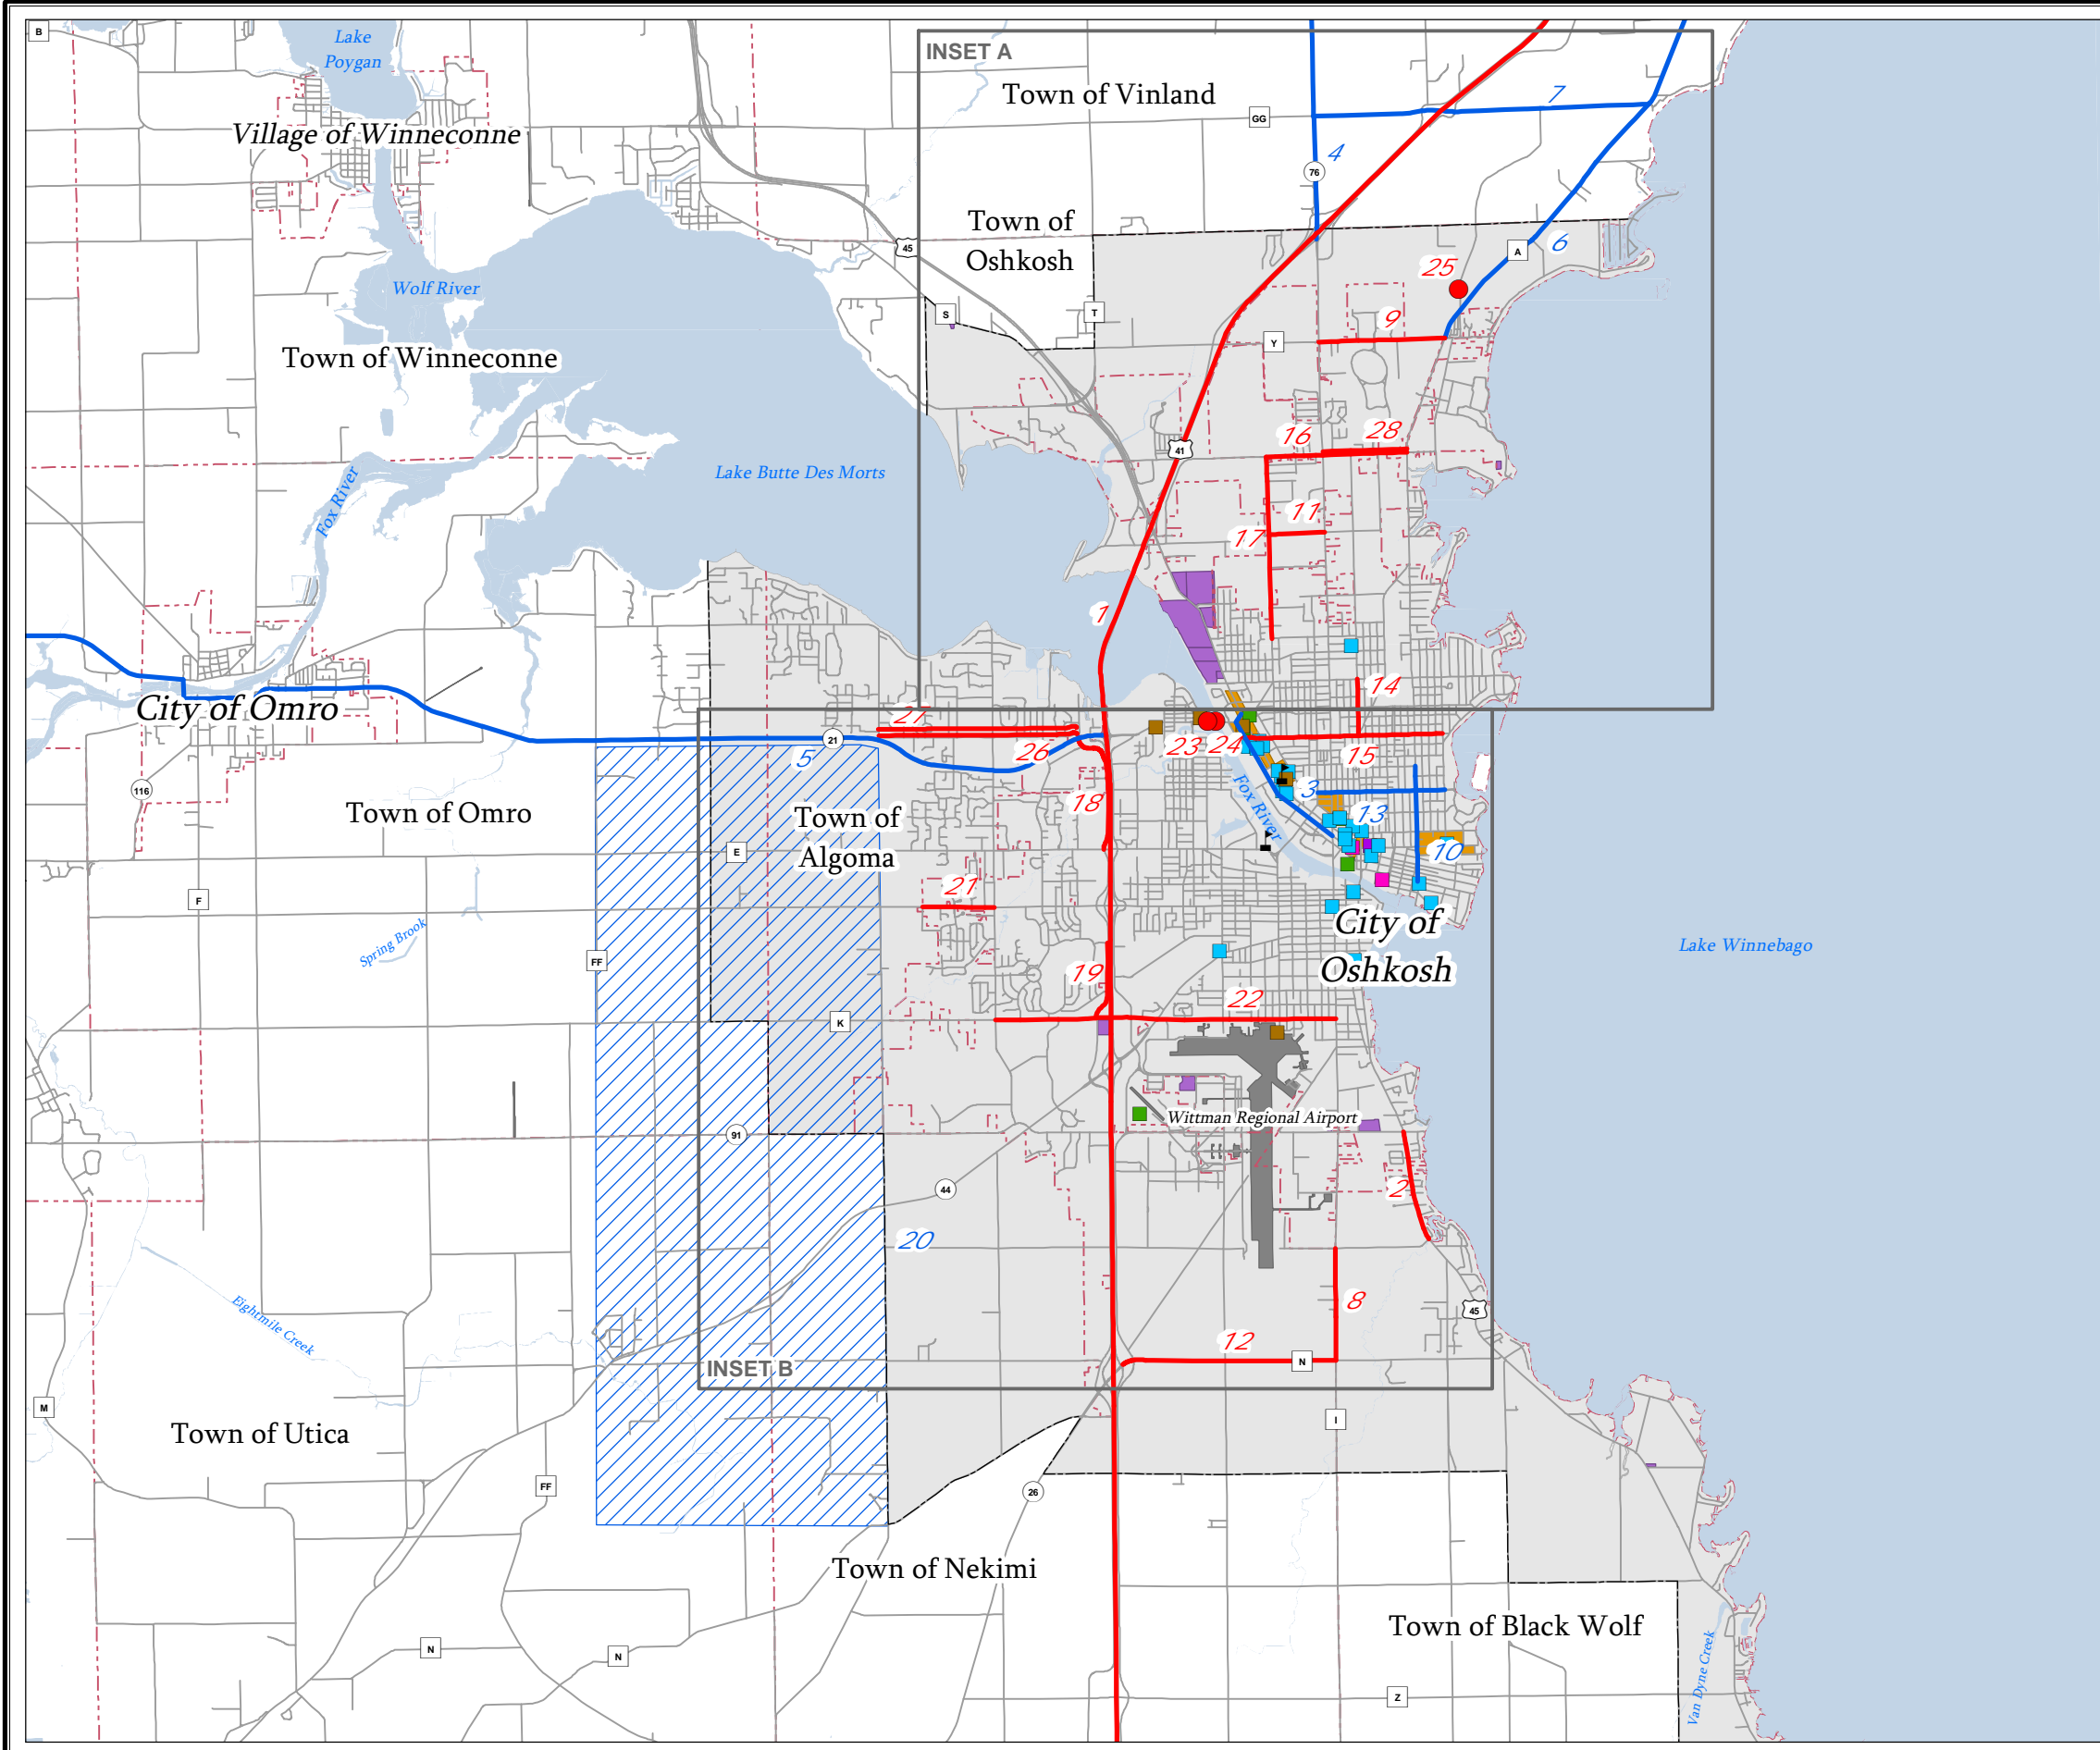 B
Lake
Poygan
INSET A
Town of Vinland
7
GG
Village of Winneconne
4
76
Town of
Oshkosh
45
A
6
25
Wolf River
S
T
9
Y
Town of Winneconne
16
28
41
Lake Butte Des Morts
Fox River
11
17
1
14
City of Omro
27
21
26
5
23
24
15
116
Town of Omro
18
Fox River
3
13
Town of
Algoma
E
10
21
F
City of
Oshkosh
Spring Brook
FF
Lake Winnebago
19
22
K
Wittman Regional Airport
91
44
2
20
Eightmile Creek
8
45
12
N
INSET B
M
I
Town of Utica
FF
26
Town of Nekimi
Town of Black Wolf
N
N
Van Dyne Creek
Z